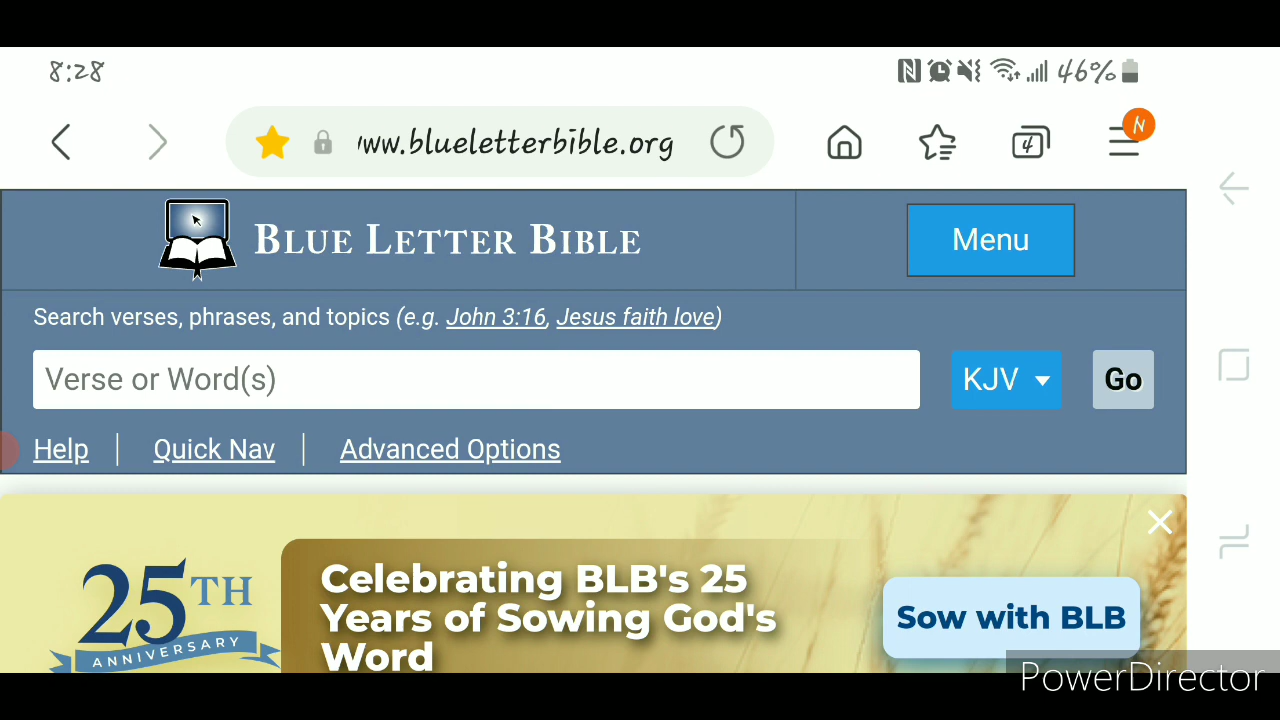 8:28
46%
ww.blueletterbible.org
4
N
BLUE LETTER BIBLE
Menu
Search verses, phrases, and topics (e.g. John 3:16, Jesus faith love)
Verse or Word(s)
KJV
Go
Help
Quick Nav
Advanced Options
25TH
ANNIVERSARY
Celebrating BLB's 25
Years of Sowing God's
Word
Sow with BLB
PowerDirector